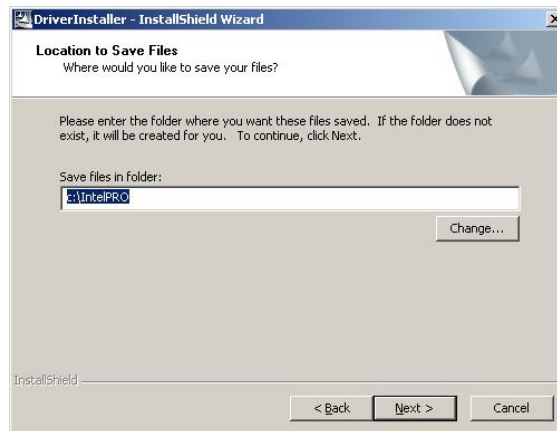 DriverInstaller - InstallShield Wizard
Location to Save Files
Where would you like to save your files?
Please enter the folder where you want these files saved.  If the folder does not
exist, it will be created for you.   To continue, click Next.
Save files in folder:
c:\IntelPRO
Change...
InstallShield
< Back
Next >
Cancel